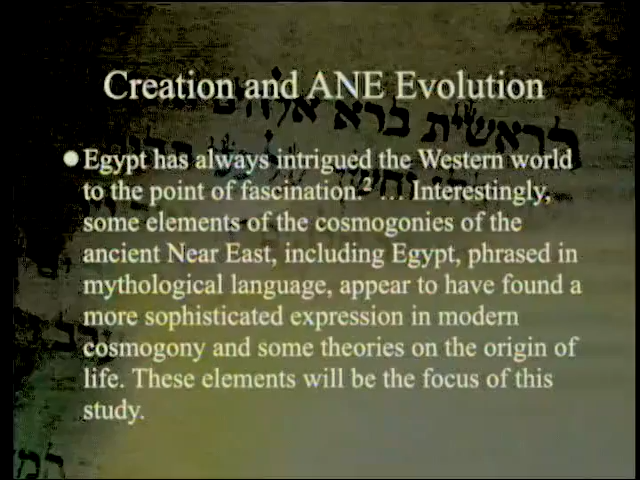 Creation and ANE Evolution
בראשית ברא אלהים
● Egypt has always intrigued the Western world
to the point of fascination.² … Interestingly,
some elements of the cosmogonies of the
ancient Near East, including Egypt, phrased in
mythological language, appear to have found a
more sophisticated expression in modern
cosmogony and some theories on the origin of
life. These elements will be the focus of this
study.